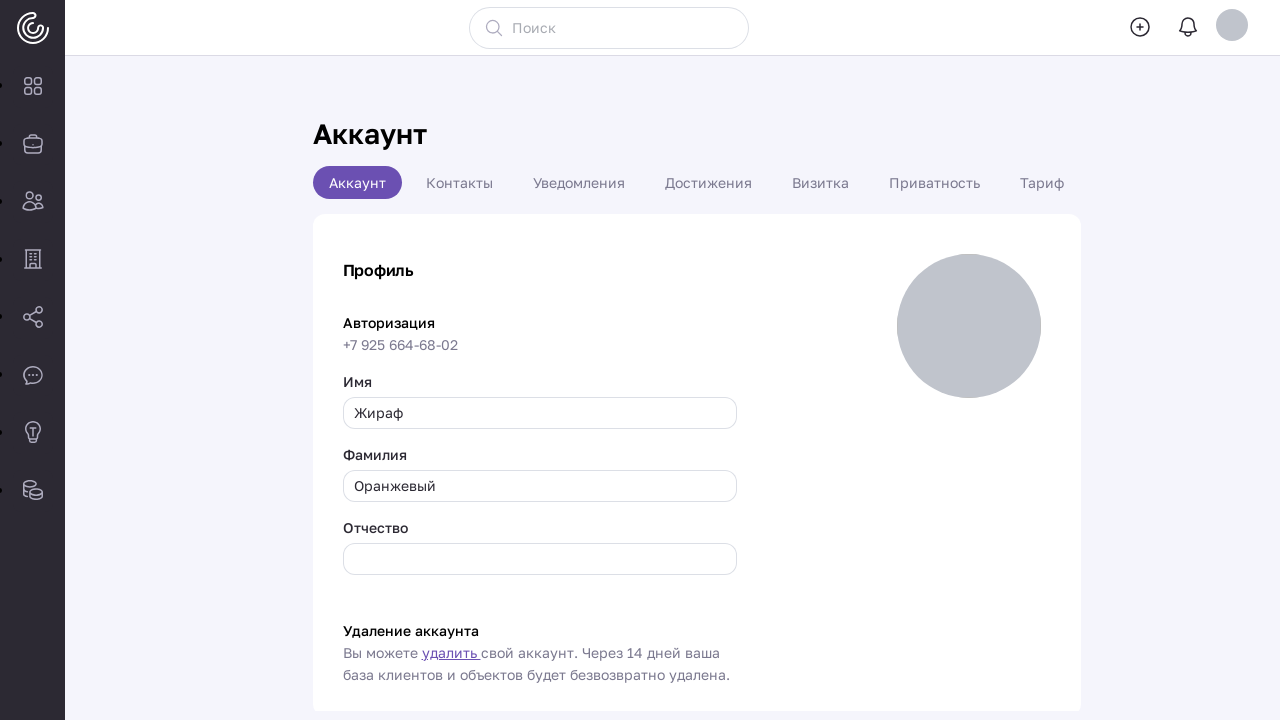 Поиск
Аккаунт
Аккаунт Контакты Уведомления Достижения Визитка Приватность Тариф
Профиль
Авторизация
+7 925 664-68-02
Имя
Жираф
Фамилия
Оранжевый
Отчество
Удаление аккаунта
Вы можете удалить свой аккаунт. Через 14 дней ваша
база клиентов и объектов будет безвозвратно удалена.